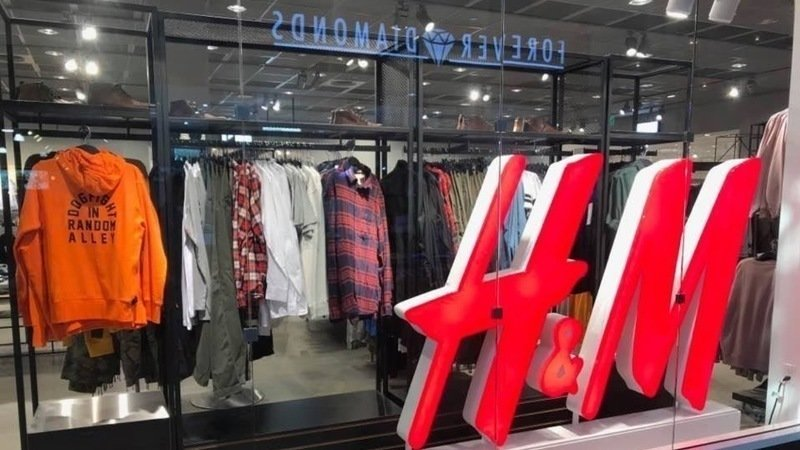 FOREVER DIAMONDS
DOGFIGHT
IN
RANDOM
ALLEY
H&M